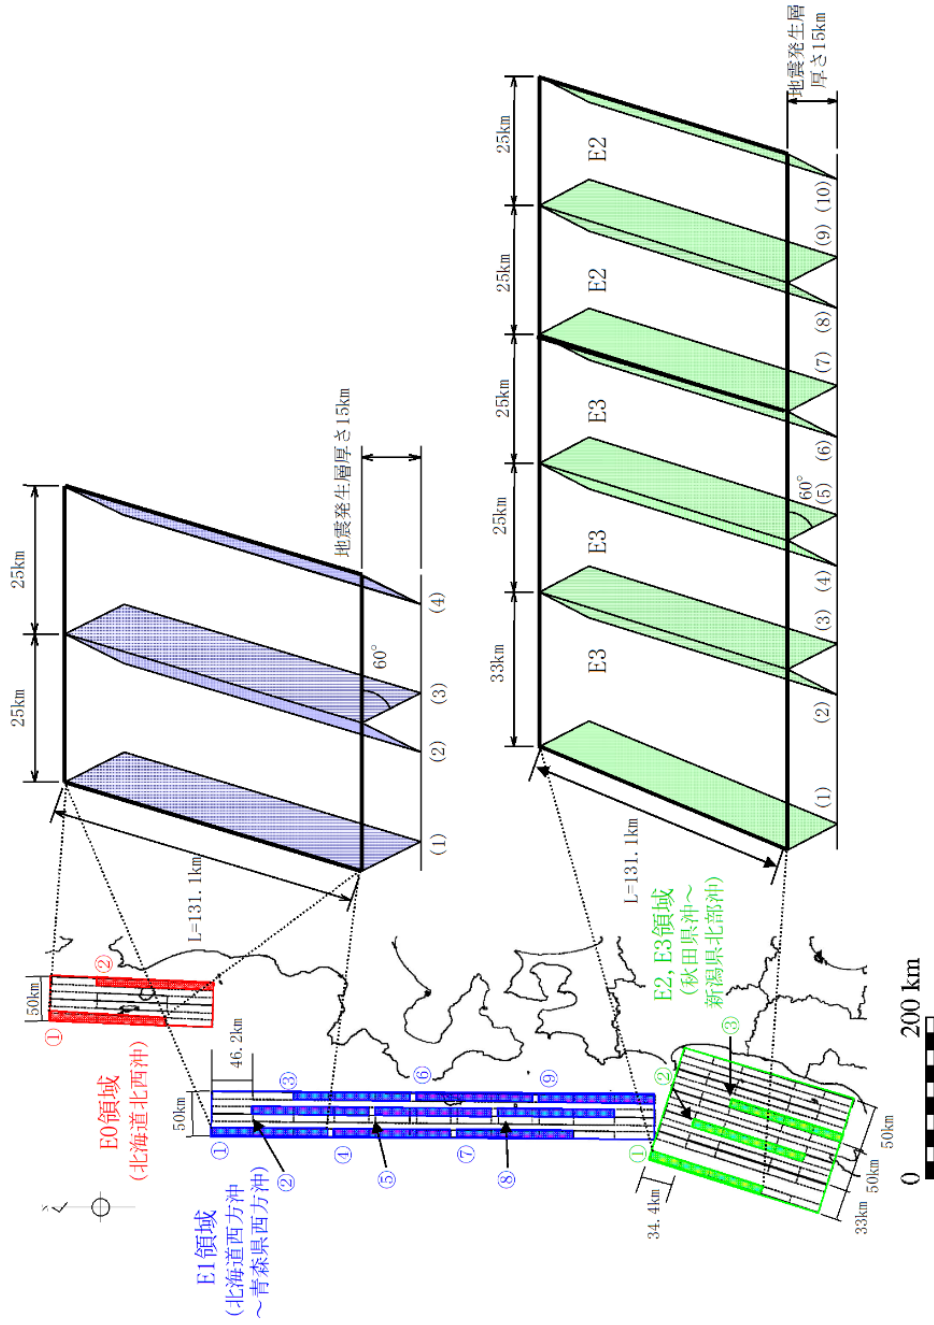 地震発生層
厚さ15km
25km
25km
25km
25km
33km
E2
E2
E3
E3
E3
60°
(1)
(2)
(3)
(4)
(5)
(6)
(7)
(8)
(9)
(10)
L=131.1km
地震発生層厚さ15km
25km
25km
60°
(1)
(2)
(3)
(4)
L=131.1km
50km
①
②
E0領域
(北海道北西沖)
46.2km
50km
①
②
③
④
⑤
⑥
⑦
⑧
⑨
E1領域
(北海道西方沖
～青森県西方沖)
E2,E3領域
(秋田県沖～
新潟県北部沖)
①
②
③
34.4km
33km
50km
50km
0
200 km